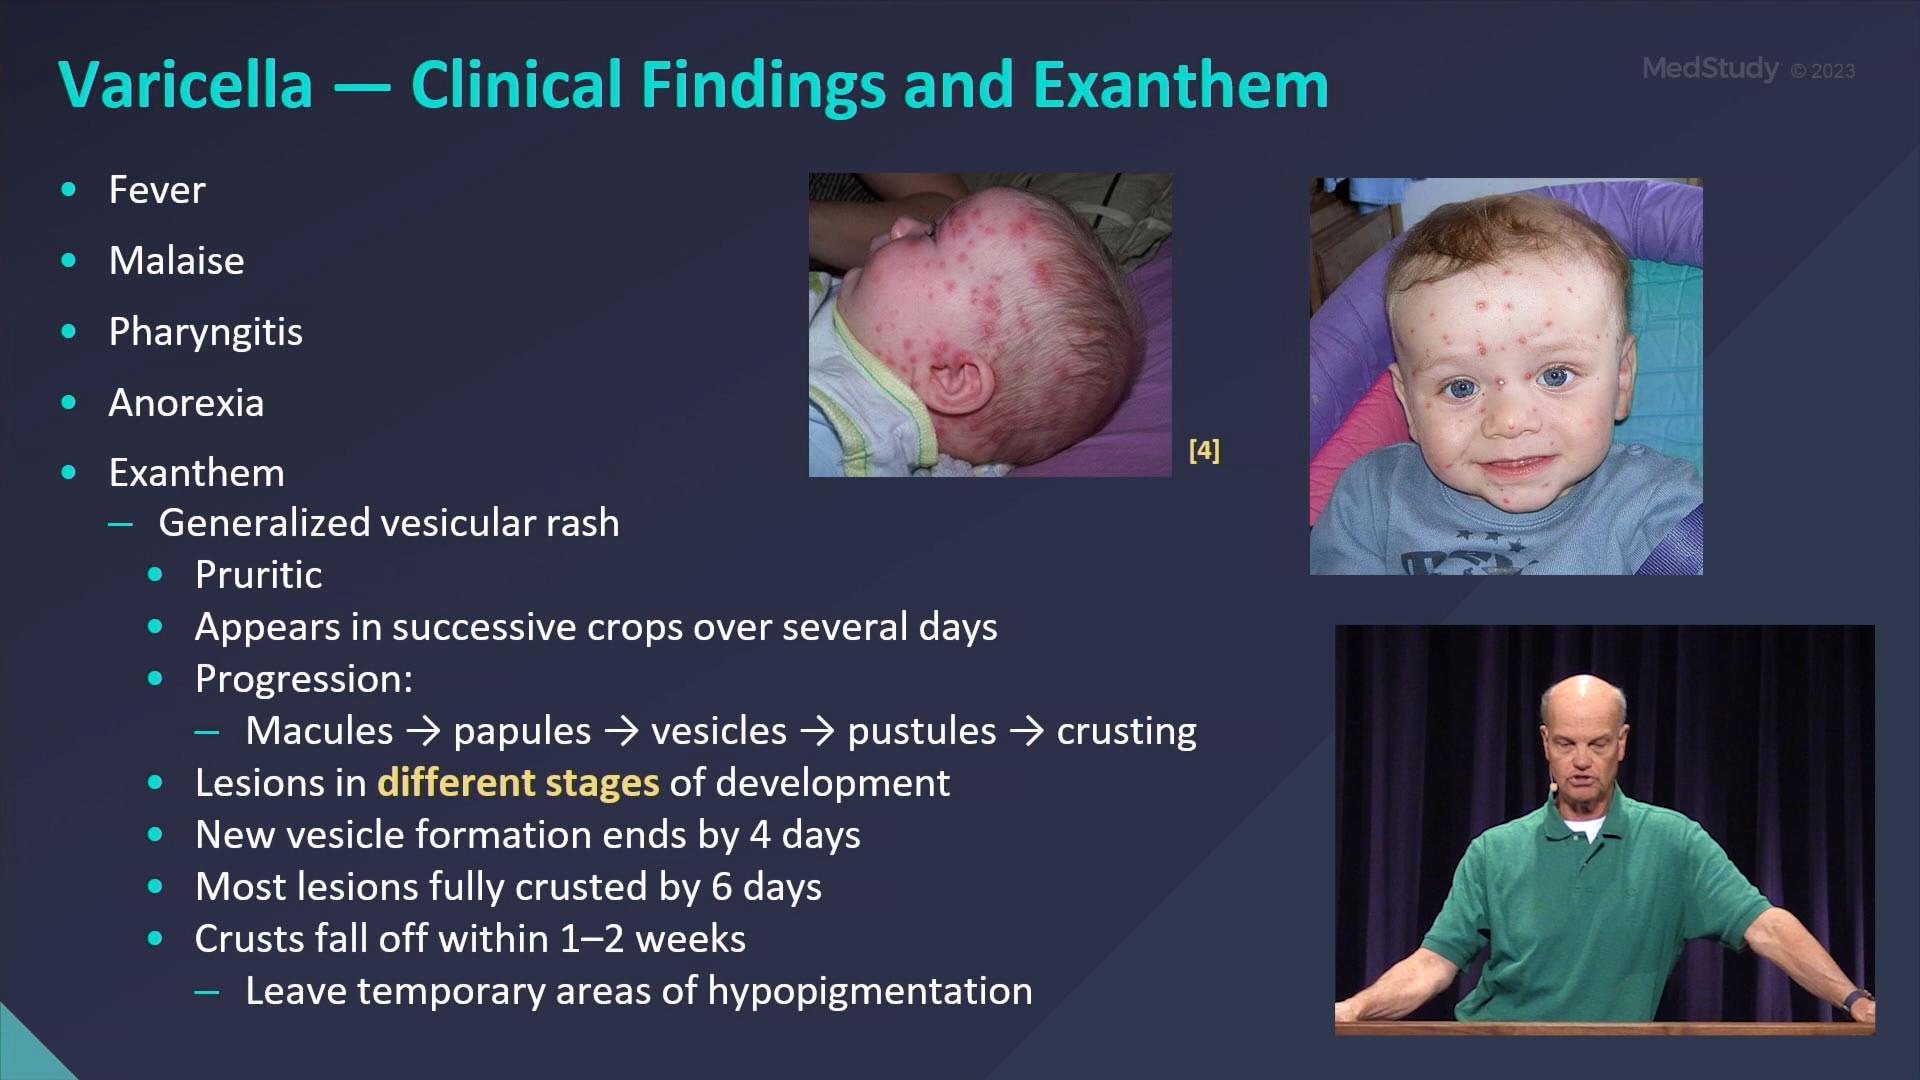 Varicella — Clinical Findings and Exanthem
MedStudy © 2023
• Fever
• Malaise
• Pharyngitis
• Anorexia
• Exanthem
– Generalized vesicular rash
• Pruritic
• Appears in successive crops over several days
• Progression:
– Macules → papules → vesicles → pustules → crusting
• Lesions in different stages of development
• New vesicle formation ends by 4 days
• Most lesions fully crusted by 6 days
• Crusts fall off within 1–2 weeks
– Leave temporary areas of hypopigmentation
[4]